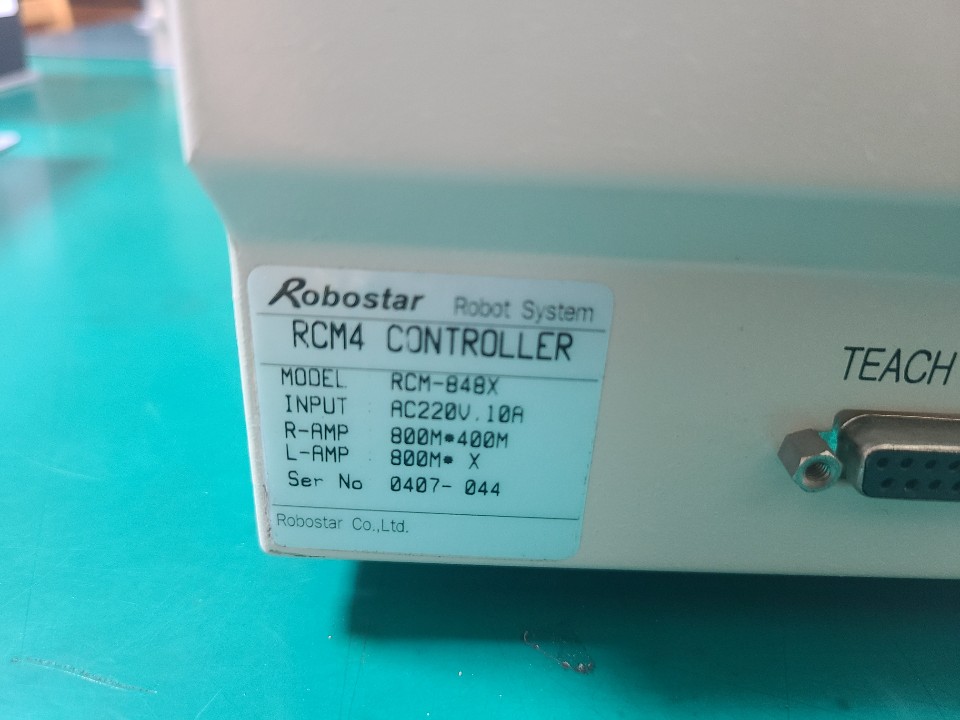 Robostar Robot System
RCM4 CONTROLLER
MODEL RCM-848X
INPUT : AC220V.10A
R-AMP 800M*400M
L-AMP : 800M* X
Ser No 0407- 044
Robostar Co.,Ltd.
TEACH